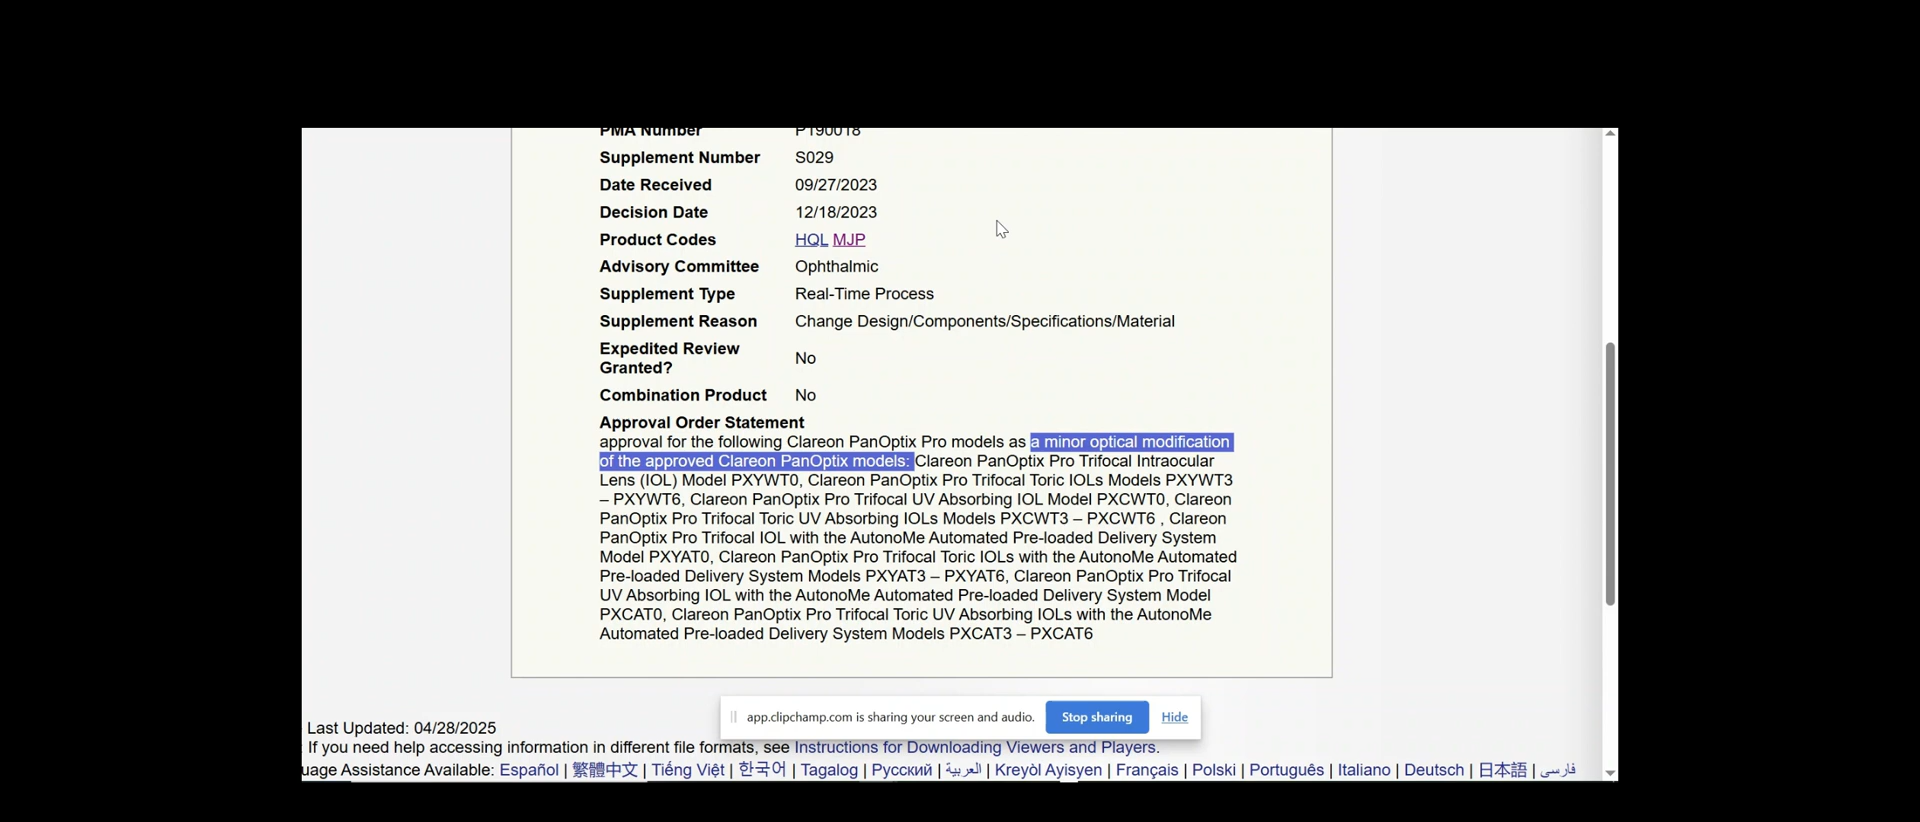 PMA Number P190018
Supplement Number S029
Date Received 09/27/2023
Decision Date 12/18/2023
Product Codes HQL MJP
Advisory Committee Ophthalmic
Supplement Type Real-Time Process
Supplement Reason Change Design/Components/Specifications/Material
Expedited Review
Granted? No
Combination Product No
Approval Order Statement
approval for the following Clareon PanOptix Pro models as a minor optical modification
of the approved Clareon PanOptix models: Clareon PanOptix Pro Trifocal Intraocular
Lens (IOL) Model PXYWT0, Clareon PanOptix Pro Trifocal Toric IOLs Models PXYWT3
– PXYWT6, Clareon PanOptix Pro Trifocal UV Absorbing IOL Model PXCWT0, Clareon
PanOptix Pro Trifocal Toric UV Absorbing IOLs Models PXCWT3 – PXCWT6 , Clareon
PanOptix Pro Trifocal IOL with the AutonoMe Automated Pre-loaded Delivery System
Model PXYAT0, Clareon PanOptix Pro Trifocal Toric IOLs with the AutonoMe Automated
Pre-loaded Delivery System Models PXYAT3 – PXYAT6, Clareon PanOptix Pro Trifocal
UV Absorbing IOL with the AutonoMe Automated Pre-loaded Delivery System Model
PXCAT0, Clareon PanOptix Pro Trifocal Toric UV Absorbing IOLs with the AutonoMe
Automated Pre-loaded Delivery System Models PXCAT3 – PXCAT6
app.clipchamp.com is sharing your screen and audio. Stop sharing Hide
Last Updated: 04/28/2025
If you need help accessing information in different file formats, see Instructions for Downloading Viewers and Players.
uage Assistance Available: Español | 繁體中文 | Tiếng Việt | 한국어 | Tagalog | Русский | العربية | Kreyòl Ayisyen | Français | Polski | Português | Italiano | Deutsch | 日本語 | فارسی